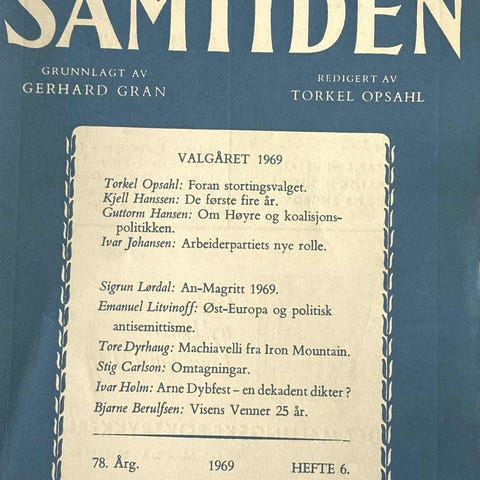 SAMTIDEN
GRUNNLAGT AV
GERHARD GRAN
REDIGERT AV
TORKEL OPSAHL
VALGÅRET 1969
Torkel Opsahl: Foran stortingsvalget.
Kjell Hanssen: De første fire år.
Guttorm Hansen: Om Høyre og koalisjons-
politikken.
Ivar Johansen: Arbeiderpartiets nye rolle.
Sigrun Lørdal: An-Magritt 1969.
Emanuel Litvinoff: Øst-Europa og politisk
antisemittisme.
Tore Dyrhaug: Machiavelli fra Iron Mountain.
Stig Carlson: Omtagningar.
Ivar Holm: Arne Dybfest – en dekadent dikter?
Bjarne Berulfsen: Visens Venner 25 år.
78. Årg. 1969 HEFTE 6.